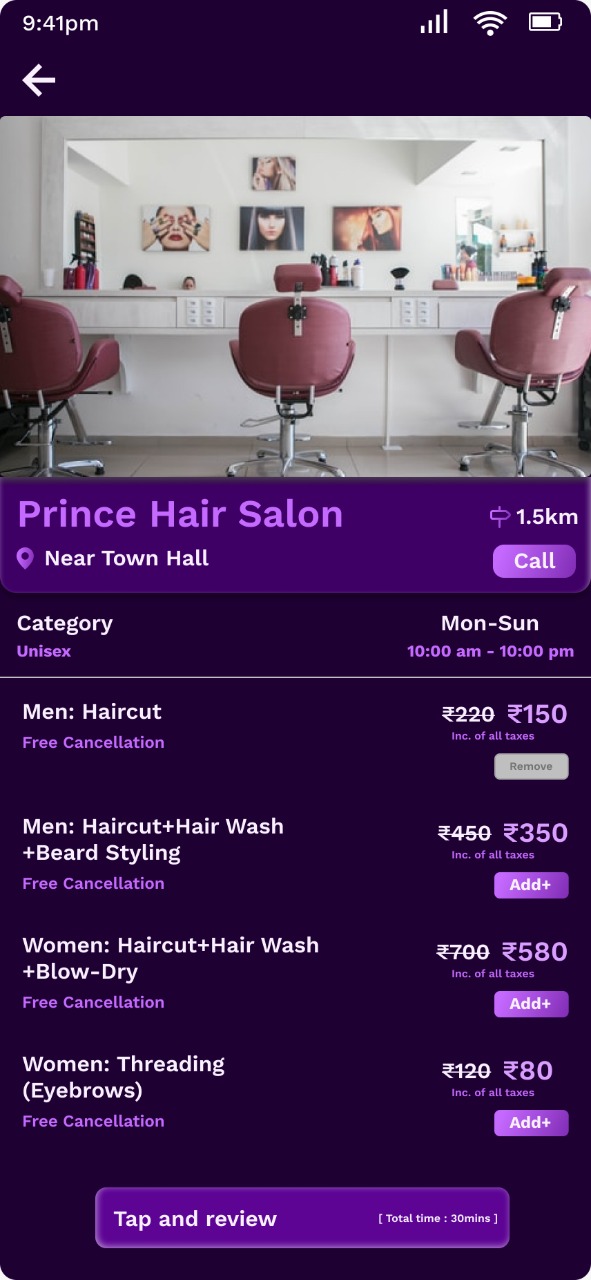 9:41pm
Prince Hair Salon
1.5km
Near Town Hall
Call
Category
Mon-Sun
Unisex
10:00 am - 10:00 pm
Men: Haircut
₹220 ₹150
Free Cancellation
Inc. of all taxes
Remove
Men: Haircut+Hair Wash
+Beard Styling
₹450 ₹350
Inc. of all taxes
Free Cancellation
Add+
Women: Haircut+Hair Wash
+Blow-Dry
₹700 ₹580
Inc. of all taxes
Free Cancellation
Add+
Women: Threading
(Eyebrows)
₹120 ₹80
Inc. of all taxes
Free Cancellation
Add+
Tap and review
[ Total time : 30mins ]